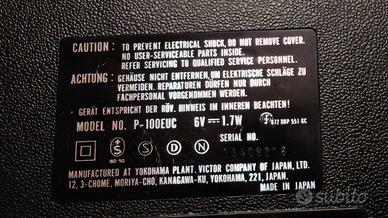 CAUTION: TO PREVENT ELECTRICAL SHOCK, DO NOT REMOVE COVER.
NO USER-SERVICEABLE PARTS INSIDE.
REFER SERVICING TO QUALIFIED SERVICE PERSONNEL.
ACHTUNG: GEHÄUSE NICHT ENTFERNEN, UM ELEKTRISCHE SCHLÄGE ZU
VERMEIDEN. REPARATUREN DÜRFEN NUR DURCH
FACHPERSONAL VORGENOMMEN WERDEN.
GERÄT ENTSPRICHT DER RÜV. HINWEIS IM INNEREN BEACHTEN!
MODEL NO. P-100EUC 6V 1.7W
SERIAL NO.
MANUFACTURED AT YOKOHAMA PLANT. VICTOR COMPANY OF JAPAN, LTD.
12, 3-CHOME, MORIYA-CHO, KANAGAWA-KU, YOKOHAMA, 221, JAPAN.
MADE IN JAPAN
subito